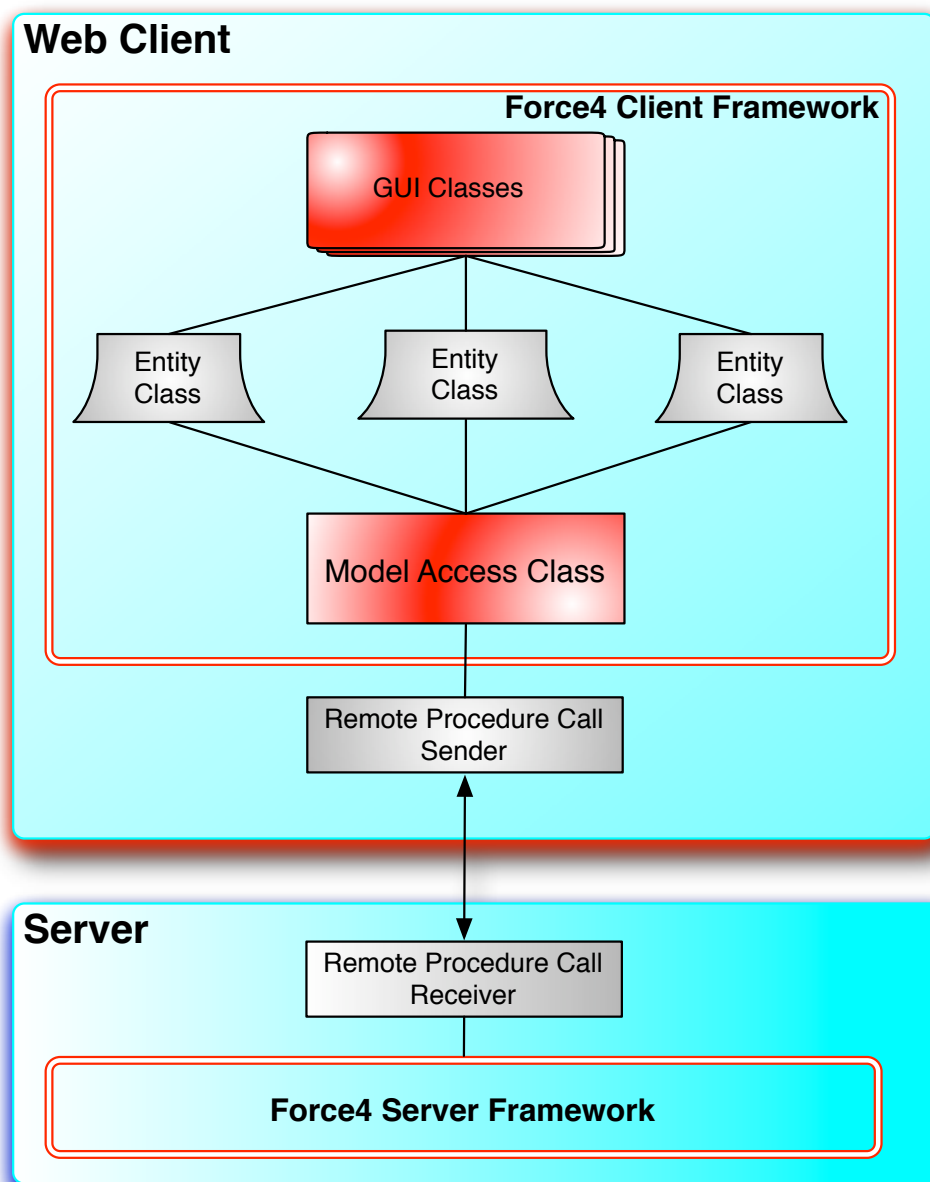 Web Client
Force4 Client Framework
GUI Classes
Entity
Class
Entity
Class
Entity
Class
Model Access Class
Remote Procedure Call
Sender
Server
Remote Procedure Call
Receiver
Force4 Server Framework